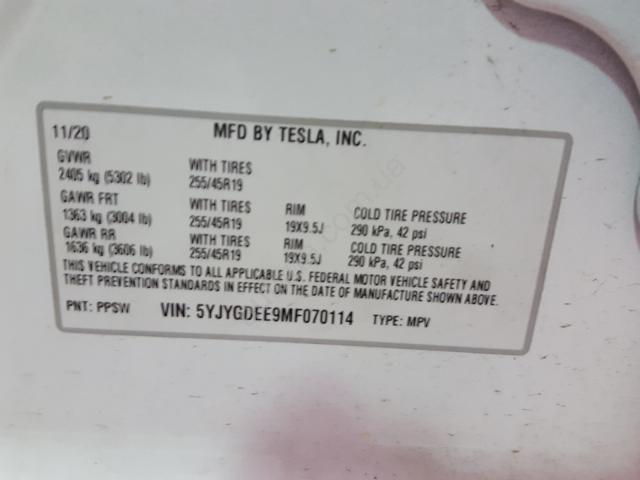 11/20 MFD BY TESLA, INC.
GVWR WITH TIRES
2405 kg (5302 lb) 255/45R19
GAWR FRT WITH TIRES RIM COLD TIRE PRESSURE
1363 kg (3004 lb) 255/45R19 19X9.5J 290 kPa, 42 psi
GAWR RR WITH TIRES RIM COLD TIRE PRESSURE
1636 kg (3606 lb) 255/45R19 19X9.5J 290 kPa, 42 psi
THIS VEHICLE CONFORMS TO ALL APPLICABLE U.S. FEDERAL MOTOR VEHICLE SAFETY AND
THEFT PREVENTION STANDARDS IN EFFECT ON THE DATE OF MANUFACTURE SHOWN ABOVE.
PNT: PPSW VIN: 5YJYGDEE9MF070114 TYPE: MPV